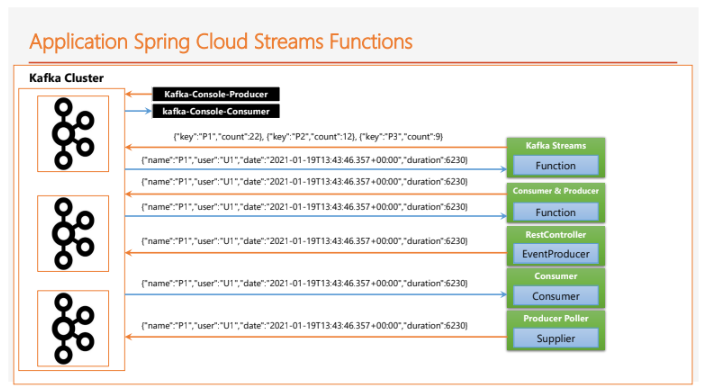 Application Spring Cloud Streams Functions
Kafka Cluster
Kafka-Console-Producer
kafka-Console-Consumer
{"key":"P1","count":22}, {"key":"P2","count":12}, {"key":"P3","count":9}
Kafka Streams
{"name":"P1","user":"U1","date":"2021-01-19T13:43:46.357+00:00","duration":6230}
Function
{"name":"P1","user":"U1","date":"2021-01-19T13:43:46.357+00:00","duration":6230}
Consumer & Producer
{"name":"P1","user":"U1","date":"2021-01-19T13:43:46.357+00:00","duration":6230}
Function
RestController
{"name":"P1","user":"U1","date":"2021-01-19T13:43:46.357+00:00","duration":6230}
EventProducer
Consumer
{"name":"P1","user":"U1","date":"2021-01-19T13:43:46.357+00:00","duration":6230}
Consumer
Producer Poller
{"name":"P1","user":"U1","date":"2021-01-19T13:43:46.357+00:00","duration":6230}
Supplier